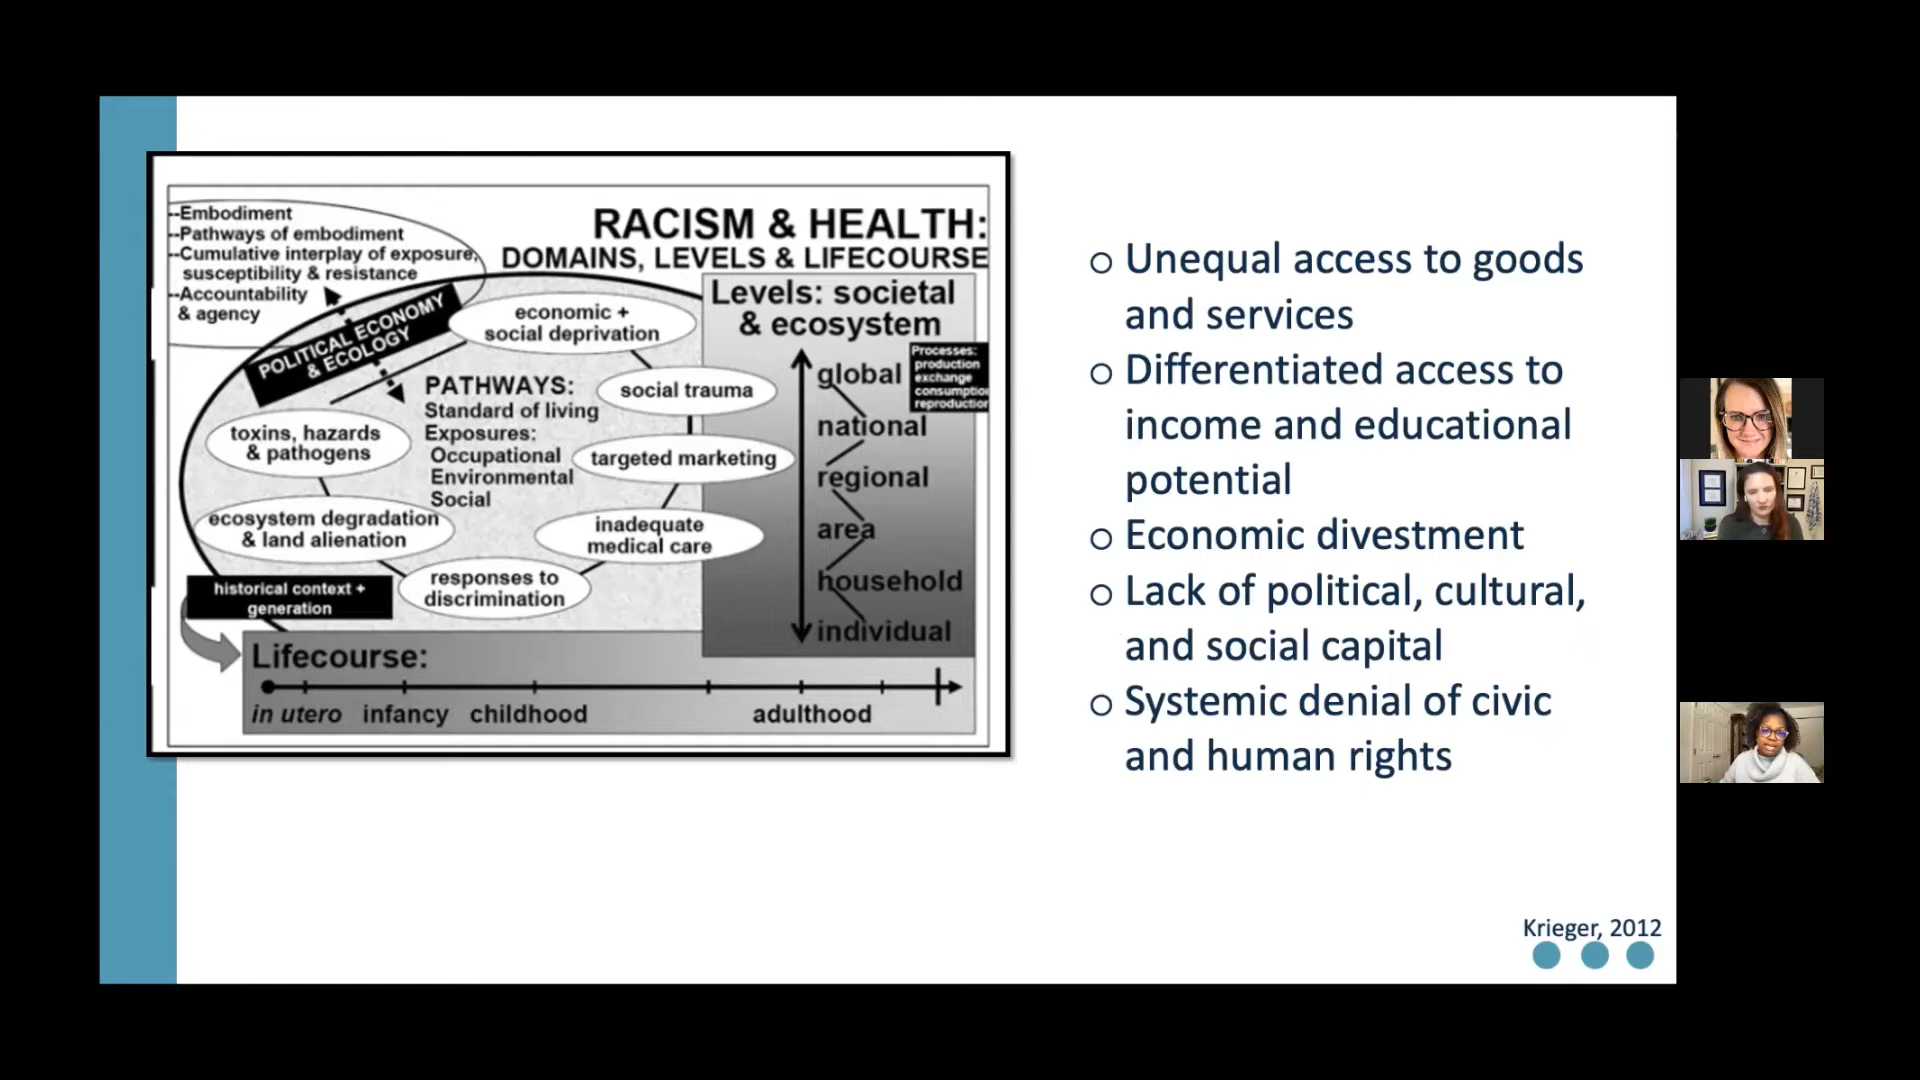 --Embodiment
--Pathways of embodiment
--Cumulative interplay of exposure,
susceptibility & resistance
--Accountability
& agency
RACISM & HEALTH:
DOMAINS, LEVELS & LIFECOURSE
POLITICAL ECONOMY
& ECOLOGY
economic +
social deprivation
social trauma
targeted marketing
inadequate
medical care
responses to
discrimination
ecosystem degradation
& land alienation
toxins, hazards
& pathogens
PATHWAYS:
Standard of living
Exposures:
Occupational
Environmental
Social
historical context +
generation
Levels: societal
& ecosystem
global
national
regional
area
household
individual
Processes:
production
exchange
consumption
reproduction
Lifecourse:
in utero infancy childhood adulthood
o Unequal access to goods
and services
o Differentiated access to
income and educational
potential
o Economic divestment
o Lack of political, cultural,
and social capital
o Systemic denial of civic
and human rights
Krieger, 2012